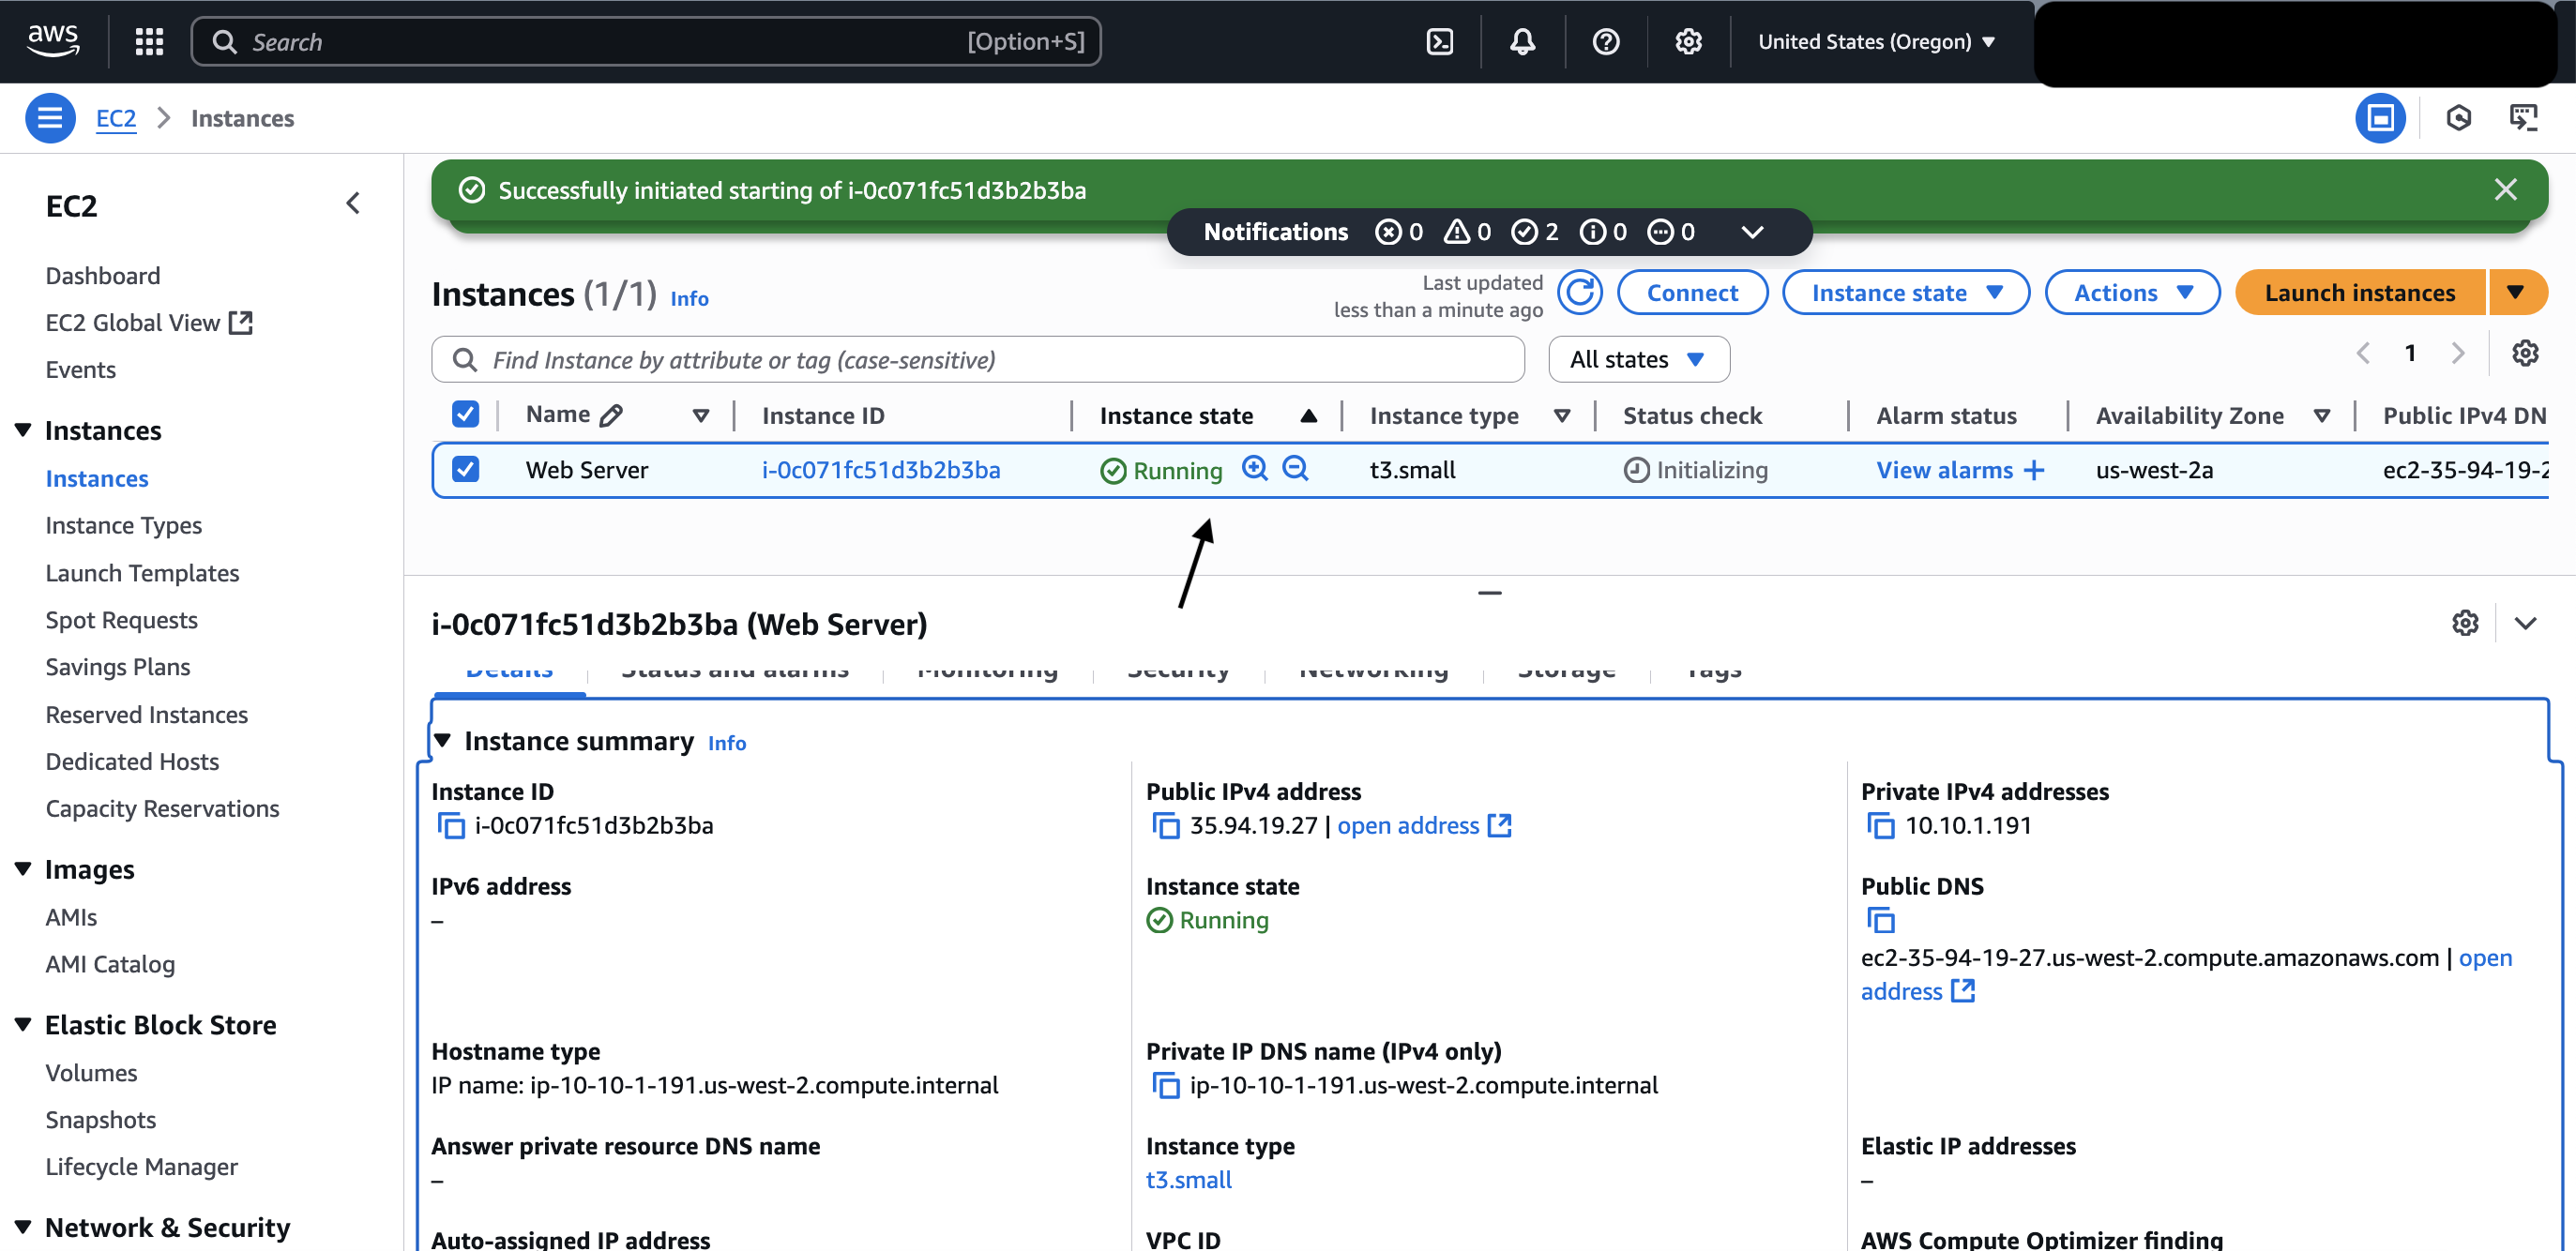 aws
Search [Option+S]
United States (Oregon)
EC2 Instances
EC2
Dashboard
EC2 Global View
Events
Instances
Instances
Instance Types
Launch Templates
Spot Requests
Savings Plans
Reserved Instances
Dedicated Hosts
Capacity Reservations
Images
AMIs
AMI Catalog
Elastic Block Store
Volumes
Snapshots
Lifecycle Manager
Network & Security
Successfully initiated starting of i-0c071fc51d3b2b3ba
Notifications 0 0 2 0 0
Instances (1/1) Info
Last updated
less than a minute ago
Connect Instance state Actions Launch instances
Find Instance by attribute or tag (case-sensitive)
All states
1
Name Instance ID Instance state Instance type Status check Alarm status Availability Zone Public IPv4 DN
Web Server i-0c071fc51d3b2b3ba Running t3.small Initializing View alarms + us-west-2a ec2-35-94-19-2
i-0c071fc51d3b2b3ba (Web Server)
Details Status and alarms Monitoring Security Networking Storage Tags
Instance summary Info
Instance ID
i-0c071fc51d3b2b3ba
Public IPv4 address
35.94.19.27 | open address
Private IPv4 addresses
10.10.1.191
IPv6 address
–
Instance state
Running
Public DNS
ec2-35-94-19-27.us-west-2.compute.amazonaws.com | open
address
Hostname type
IP name: ip-10-10-1-191.us-west-2.compute.internal
Private IP DNS name (IPv4 only)
ip-10-10-1-191.us-west-2.compute.internal
Answer private resource DNS name
–
Instance type
t3.small
Elastic IP addresses
–
Auto-assigned IP address
VPC ID
AWS Compute Optimizer finding